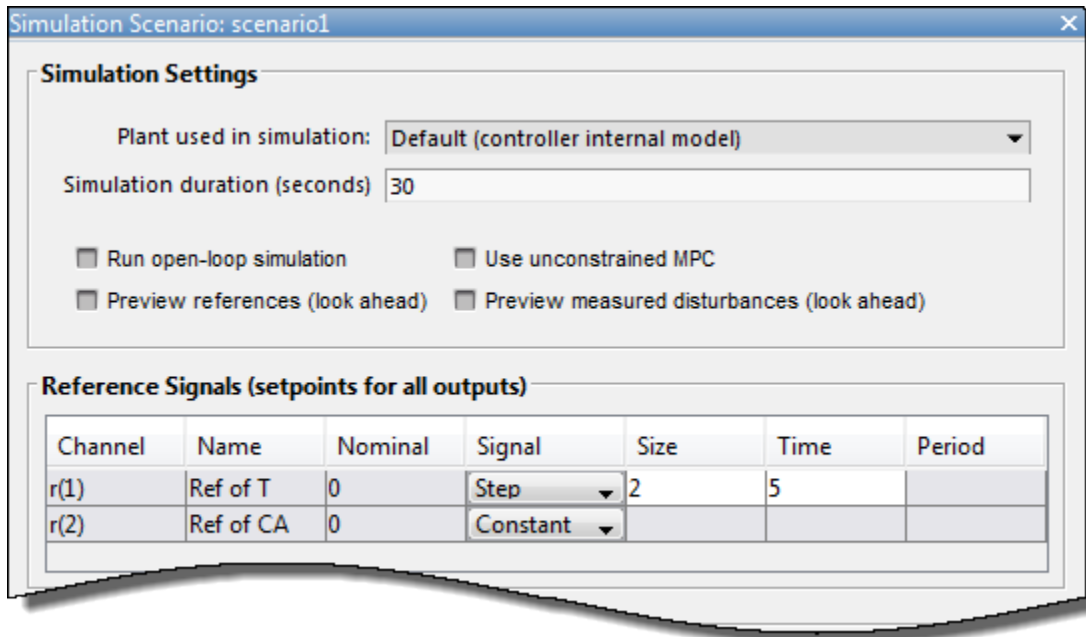 Simulation Scenario: scenario1
Simulation Settings
Plant used in simulation: Default (controller internal model)
Simulation duration (seconds) 30
Run open-loop simulation Use unconstrained MPC
Preview references (look ahead) Preview measured disturbances (look ahead)
Reference Signals (setpoints for all outputs)
Channel Name Nominal Signal Size Time Period
r(1) Ref of T 0 Step 2 5
r(2) Ref of CA 0 Constant